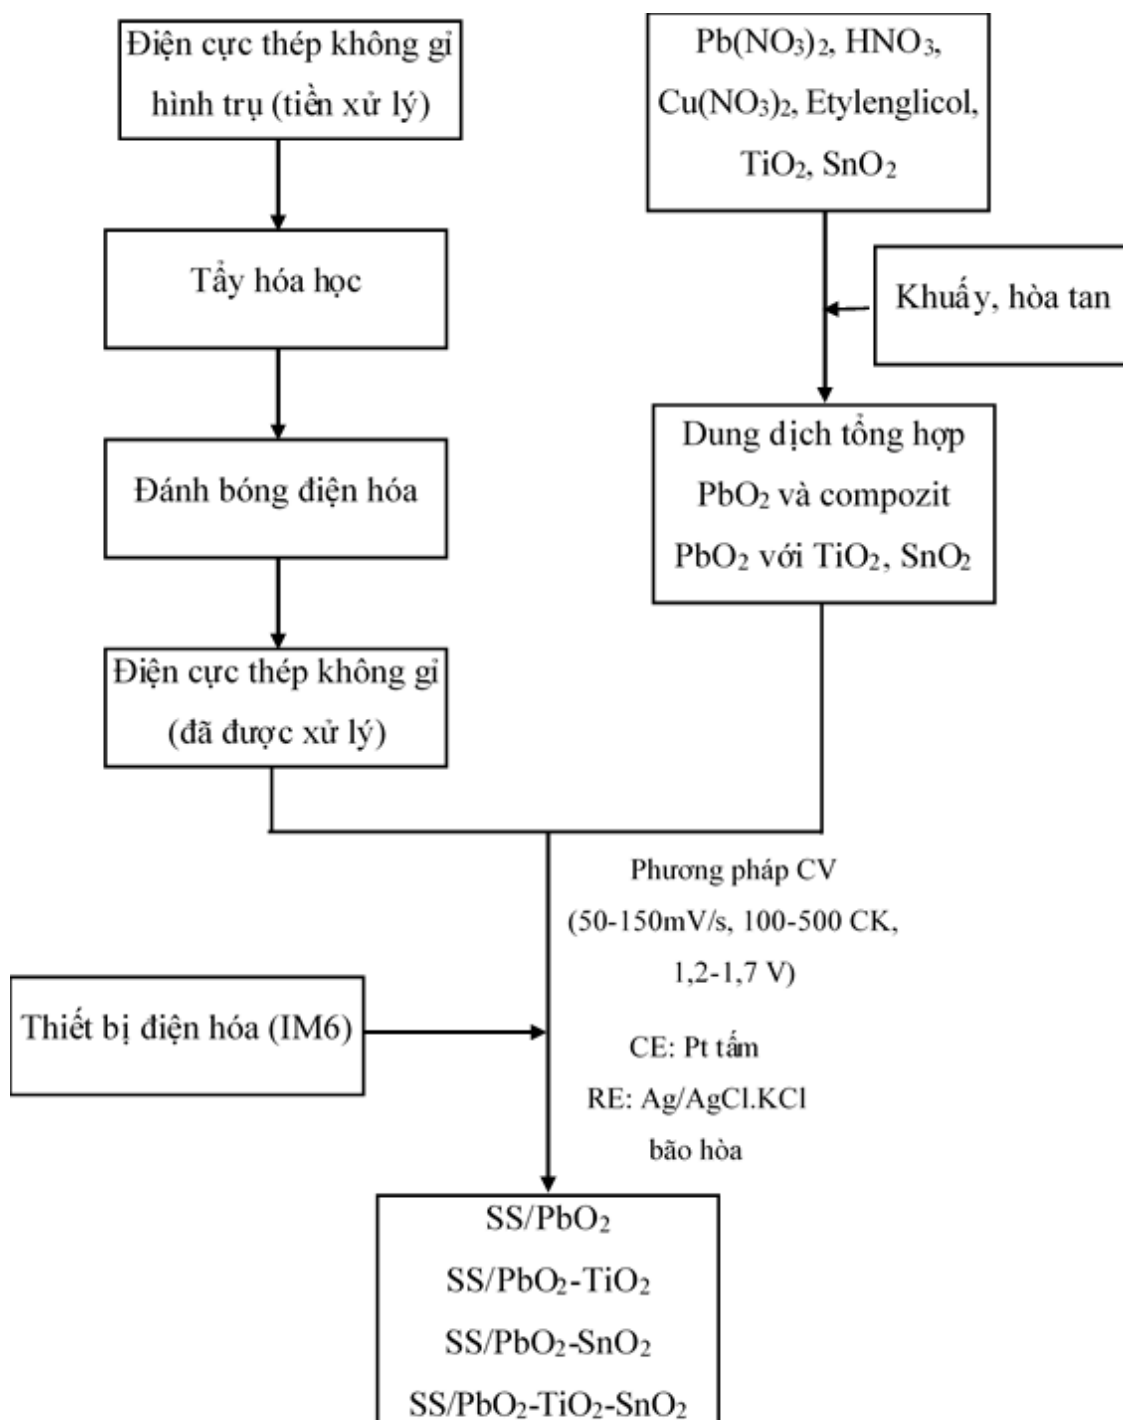 Điện cực thép không gỉ
hình trụ (tiền xử lý)
Tẩy hóa học
Đánh bóng điện hóa
Điện cực thép không gỉ
(đã được xử lý)
Pb(NO₃)₂, HNO₃,
Cu(NO₃)₂, Etylenglicol,
TiO₂, SnO₂
Khuấy, hòa tan
Dung dịch tổng hợp
PbO₂ và compozit
PbO₂ với TiO₂, SnO₂
Phương pháp CV
(50-150mV/s, 100-500 CK,
1,2-1,7 V)
Thiết bị điện hóa (IM6)
CE: Pt tấm
RE: Ag/AgCl.KCl
bão hòa
SS/PbO₂
SS/PbO₂-TiO₂
SS/PbO₂-SnO₂
SS/PbO₂-TiO₂-SnO₂